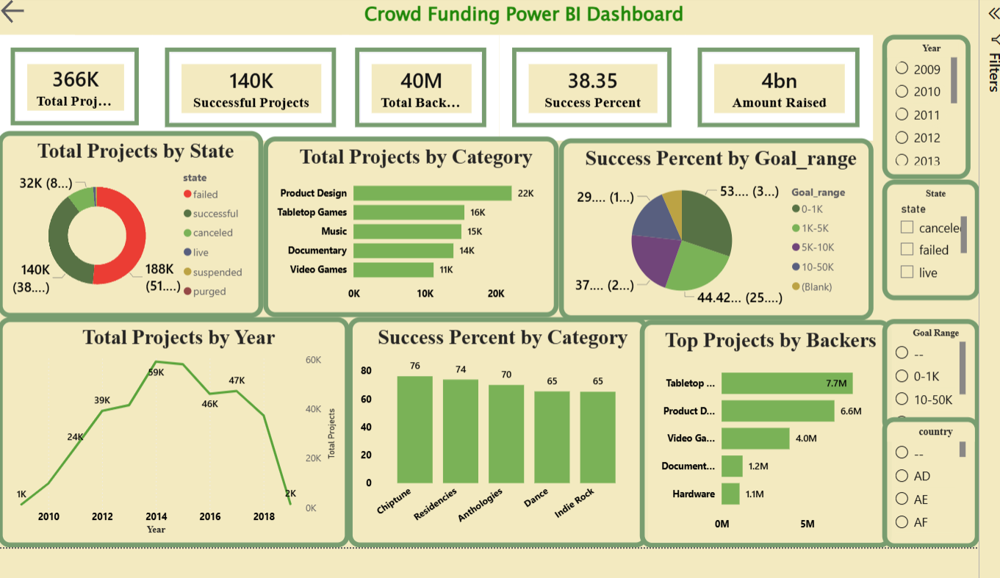 Crowd Funding Power BI Dashboard
366K
Total Proj...
140K
Successful Projects
40M
Total Back...
38.35
Success Percent
4bn
Amount Raised
Year
2009
2010
2011
2012
2013
Filters
Total Projects by State
32K (8...)
140K
(38....)
188K
(51....)
state
failed
successful
canceled
live
suspended
purged
Total Projects by Category
Product Design
22K
Tabletop Games
16K
Music
15K
Documentary
14K
Video Games
11K
0K
10K
20K
Success Percent by Goal_range
29.... (1...)
53.... (3...)
37.... (2...)
44.42... (25....)
Goal_range
0-1K
1K-5K
5K-10K
10-50K
(Blank)
State
state
canceled
failed
live
Total Projects by Year
1K
24K
39K
59K
46K
47K
2K
60K
40K
20K
0K
Total Projects
2010
2012
2014
2016
2018
Year
Success Percent by Category
80
60
40
20
0
76
74
70
65
65
Chiptune
Residencies
Anthologies
Dance
Indie Rock
Top Projects by Backers
Tabletop ...
7.7M
Product D...
6.6M
Video Ga...
4.0M
Document...
1.2M
Hardware
1.1M
0M
5M
Goal Range
--
0-1K
10-50K
country
--
AD
AE
AF